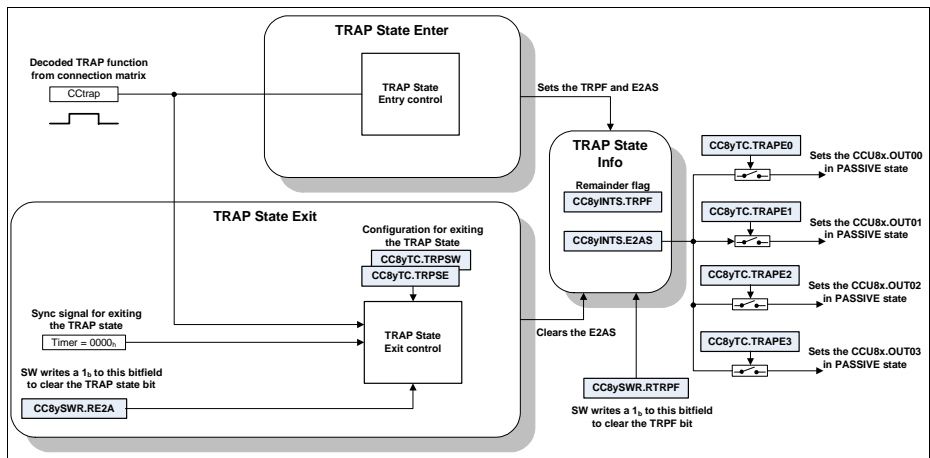 TRAP State Enter
Decoded TRAP function
from connection matrix
CCtrap
TRAP State
Entry control
Sets the TRPF and E2AS
TRAP State
Info
Remainder flag
CC8yINTS.TRPF
CC8yINTS.E2AS
CC8yTC.TRAPE0
Sets the CCU8x.OUT00
in PASSIVE state
CC8yTC.TRAPE1
Sets the CCU8x.OUT01
in PASSIVE state
CC8yTC.TRAPE2
Sets the CCU8x.OUT02
in PASSIVE state
CC8yTC.TRAPE3
Sets the CCU8x.OUT03
in PASSIVE state
TRAP State Exit
Configuration for exiting
the TRAP State
CC8yTC.TRPSW
CC8yTC.TRPSE
Sync signal for exiting
the TRAP state
Timer = 0000h
TRAP State
Exit control
Clears the E2AS
SW writes a 1b to this bitfield
to clear the TRAP state bit
CC8ySWR.RE2A
CC8ySWR.RTRPF
SW writes a 1b to this bitfield
to clear the TRPF bit